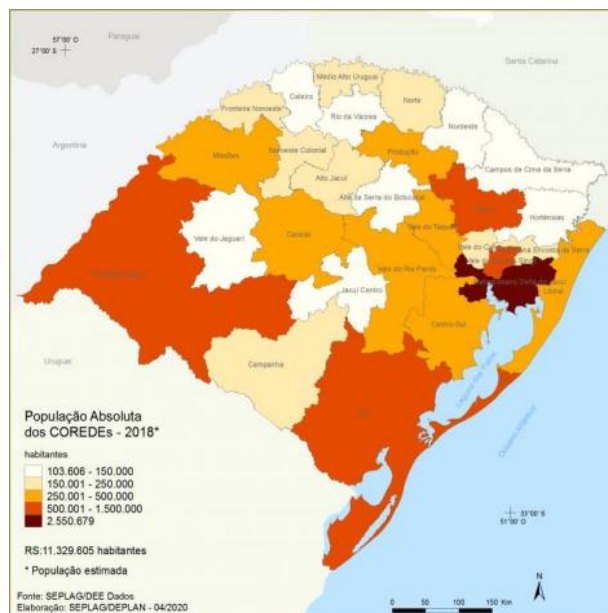 57° 00' O
27° 00' S
Paraguai
Santa Catarina
Argentina
Médio Alto Uruguai
Celeiro
Norte
Fronteira Noroeste
Rio da Várzea
Nordeste
Noroeste Colonial
Produção
Missões
Campos de Cima da Serra
Alto Jacuí
Alto da Serra do Botucaraí
Serra
Hortênsias
Vale do Taquari
Vale do Jaguari
Central
Vale do Rio Pardo
Litoral
Jacuí Centro
Centro-Sul
Uruguai
Campanha
Sul
Lagoa dos Patos
Oceano Atlântico
População Absoluta
dos COREDEs - 2018*
habitantes
103.606 - 150.000
150.001 - 250.000
250.001 - 500.000
500.001 - 1.500.000
2.550.679
RS:11.329.605 habitantes
* População estimada
Fonte: SEPLAG/DEE Dados
Elaboração: SEPLAG/DEPLAN - 04/2020
33° 00' S
51° 00' O
N
0 50 100 150 Km